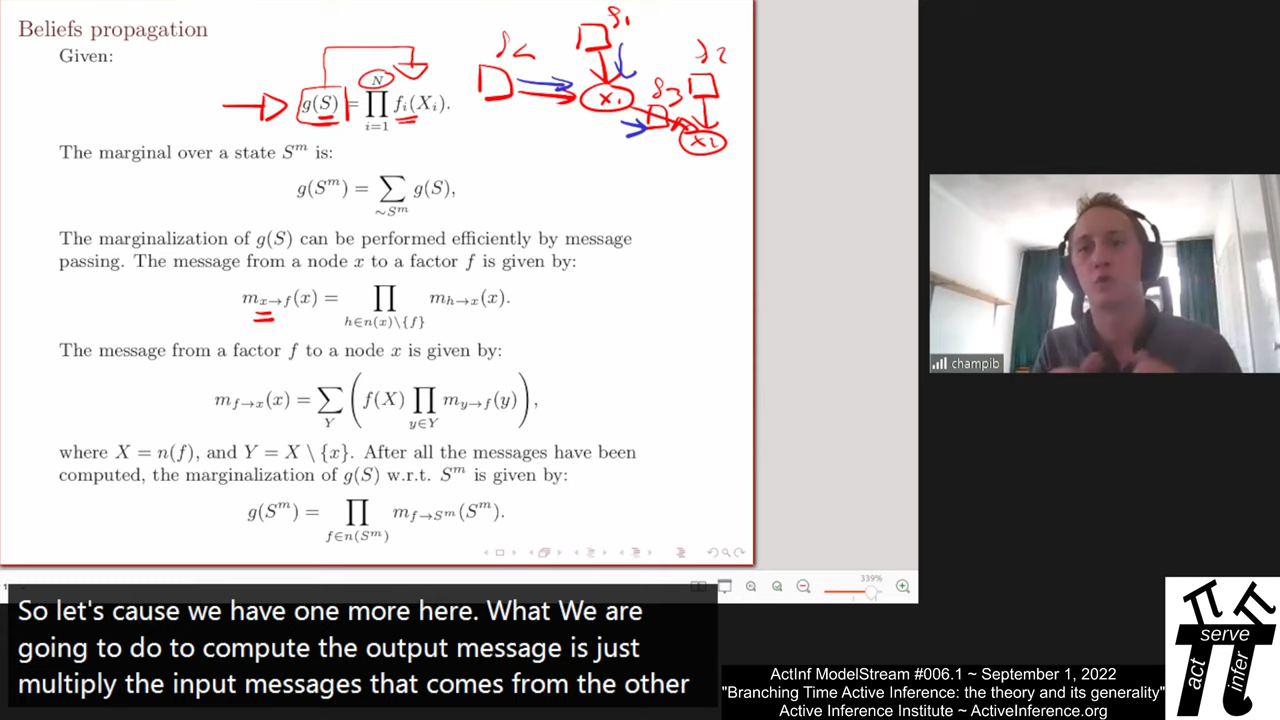 Beliefs propagation
Given:
g(S) = ∏_{i=1}^{N} f_i(X_i).
The marginal over a state S^m is:
g(S^m) = ∑_{∼S^m} g(S),
The marginalization of g(S) can be performed efficiently by message
passing. The message from a node x to a factor f is given by:
m_{x→f}(x) = ∏_{h∈n(x)\{f}} m_{h→x}(x).
The message from a factor f to a node x is given by:
m_{f→x}(x) = ∑_Y ( f(X) ∏_{y∈Y} m_{y→f}(y) ),
where X = n(f), and Y = X \ {x}. After all the messages have been
computed, the marginalization of g(S) w.r.t. S^m is given by:
g(S^m) = ∏_{f∈n(S^m)} m_{f→S^m}(S^m).
x1
x2
champib
339%
So let's cause we have one more here. What We are
going to do to compute the output message is just
multiply the input messages that comes from the other
ActInf ModelStream #006.1 ~ September 1, 2022
"Branching Time Active Inference: the theory and its generality"
Active Inference Institute ~ ActiveInference.org
π π
serve
act
infer